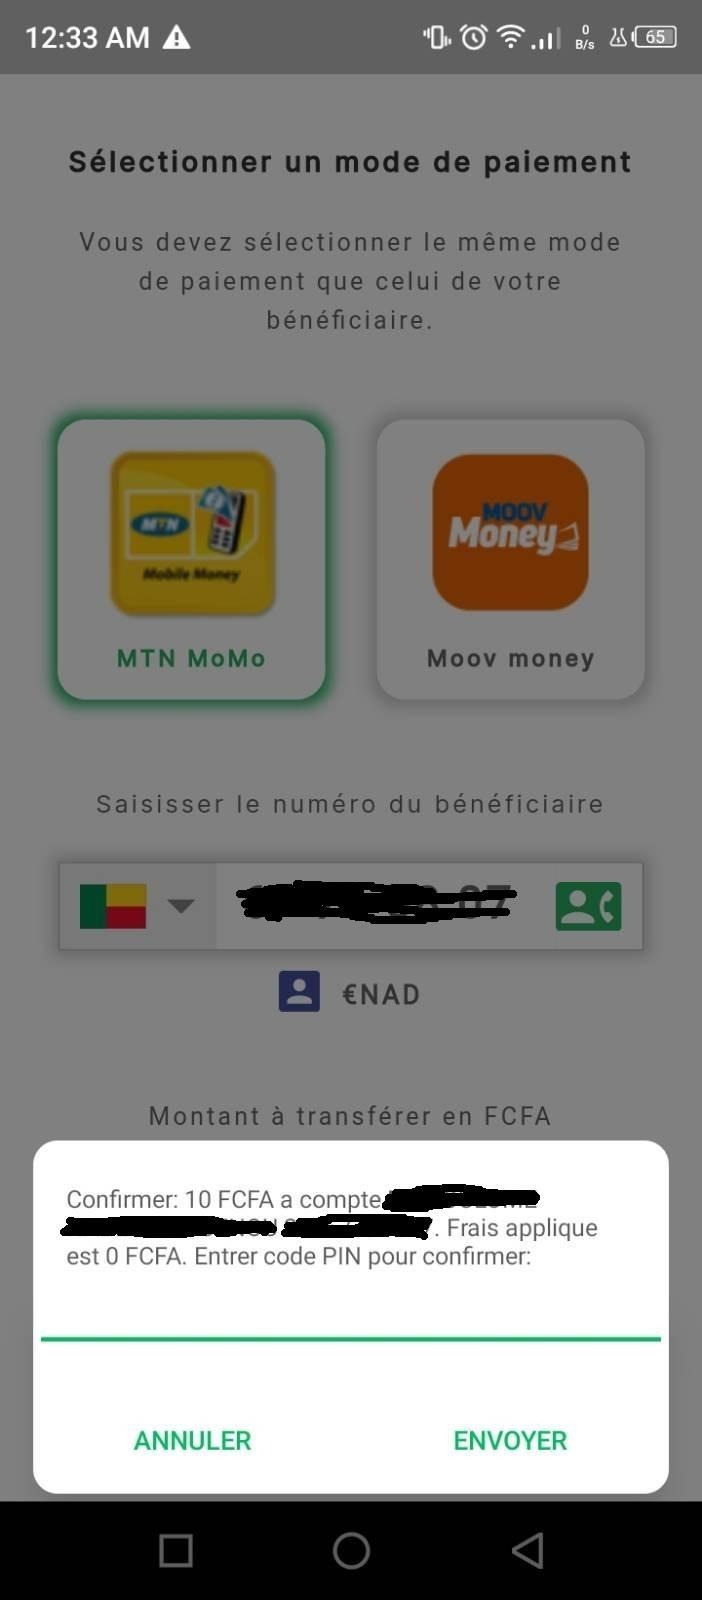 12:33 AM
0
B/s
65
Sélectionner un mode de paiement
Vous devez sélectionner le même mode
de paiement que celui de votre
bénéficiaire.
MTN
Mobile Money
MOOV
Money
MTN MoMo
Moov money
Saisisser le numéro du bénéficiaire
07
€NAD
Montant à transférer en FCFA
Confirmer: 10 FCFA a compte
. Frais applique
est 0 FCFA. Entrer code PIN pour confirmer:
ANNULER
ENVOYER